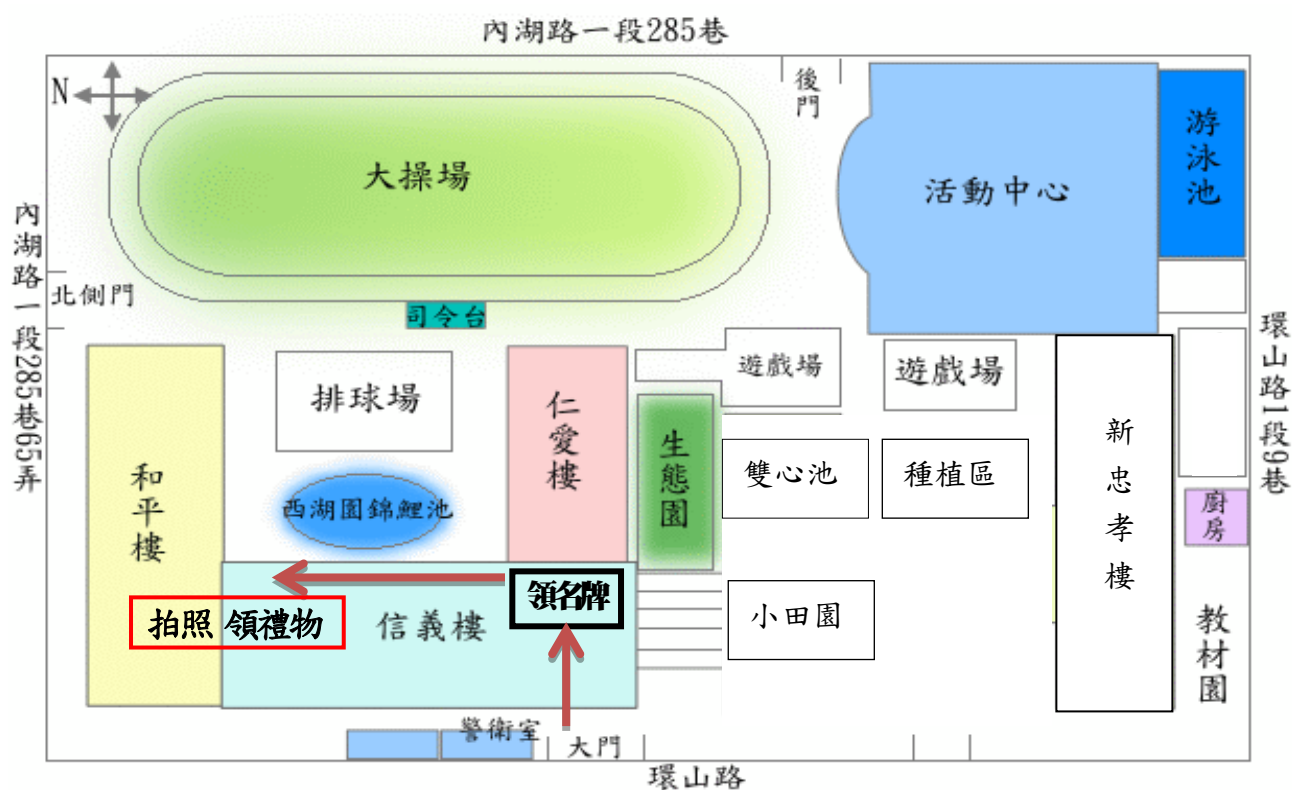 內湖路一段285巷
N
後門
游泳池
大操場
活動中心
內湖路一段285巷65弄
北側門
司令台
環山路1段9巷
遊戲場
遊戲場
排球場
仁愛樓
生態園
新忠孝樓
和平樓
雙心池
種植區
西湖園錦鯉池
廚房
領名牌
拍照 領禮物
信義樓
小田園
教材園
警衛室
大門
環山路